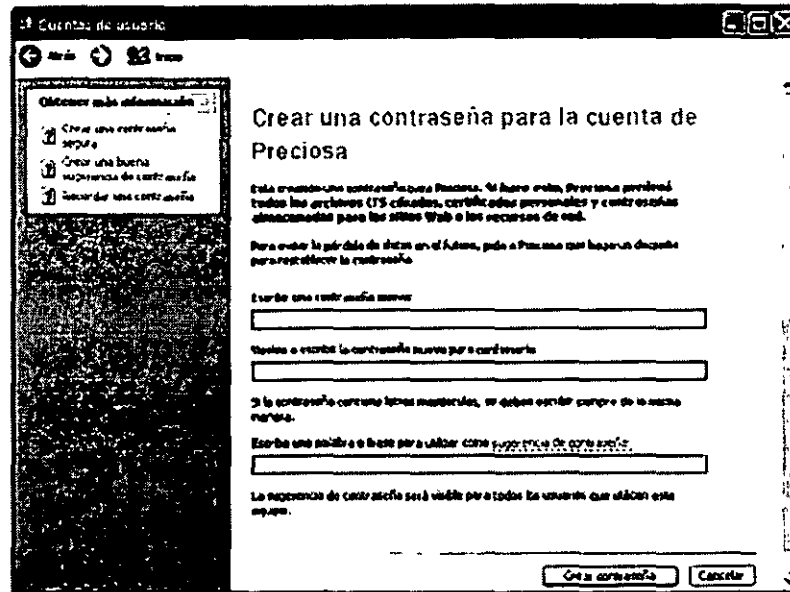 Cuentas de usuario
Atrás Inicio
Obtener más información
Crear una contraseña
segura
Crear una buena
sugerencia de contraseña
Recordar una contraseña
Crear una contraseña para la cuenta de
Preciosa
Está creando una contraseña para Preciosa. Si hace esto, Preciosa perderá
todos los archivos EFS cifrados, certificados personales y contraseñas
almacenadas para los sitios Web o los recursos de red.
Para evitar la pérdida de datos en el futuro, pida a Preciosa que haga un disquete
para restablecer la contraseña
Escriba una contraseña nueva:
Vuelva a escribir la contraseña nueva para confirmarla
Si la contraseña contiene letras mayúsculas, se deben escribir siempre de la misma
manera.
Escriba una palabra o frase para utilizar como sugerencia de contraseña:
La sugerencia de contraseña será visible para todos los usuarios que utilicen este
equipo.
Crear contraseña Cancelar